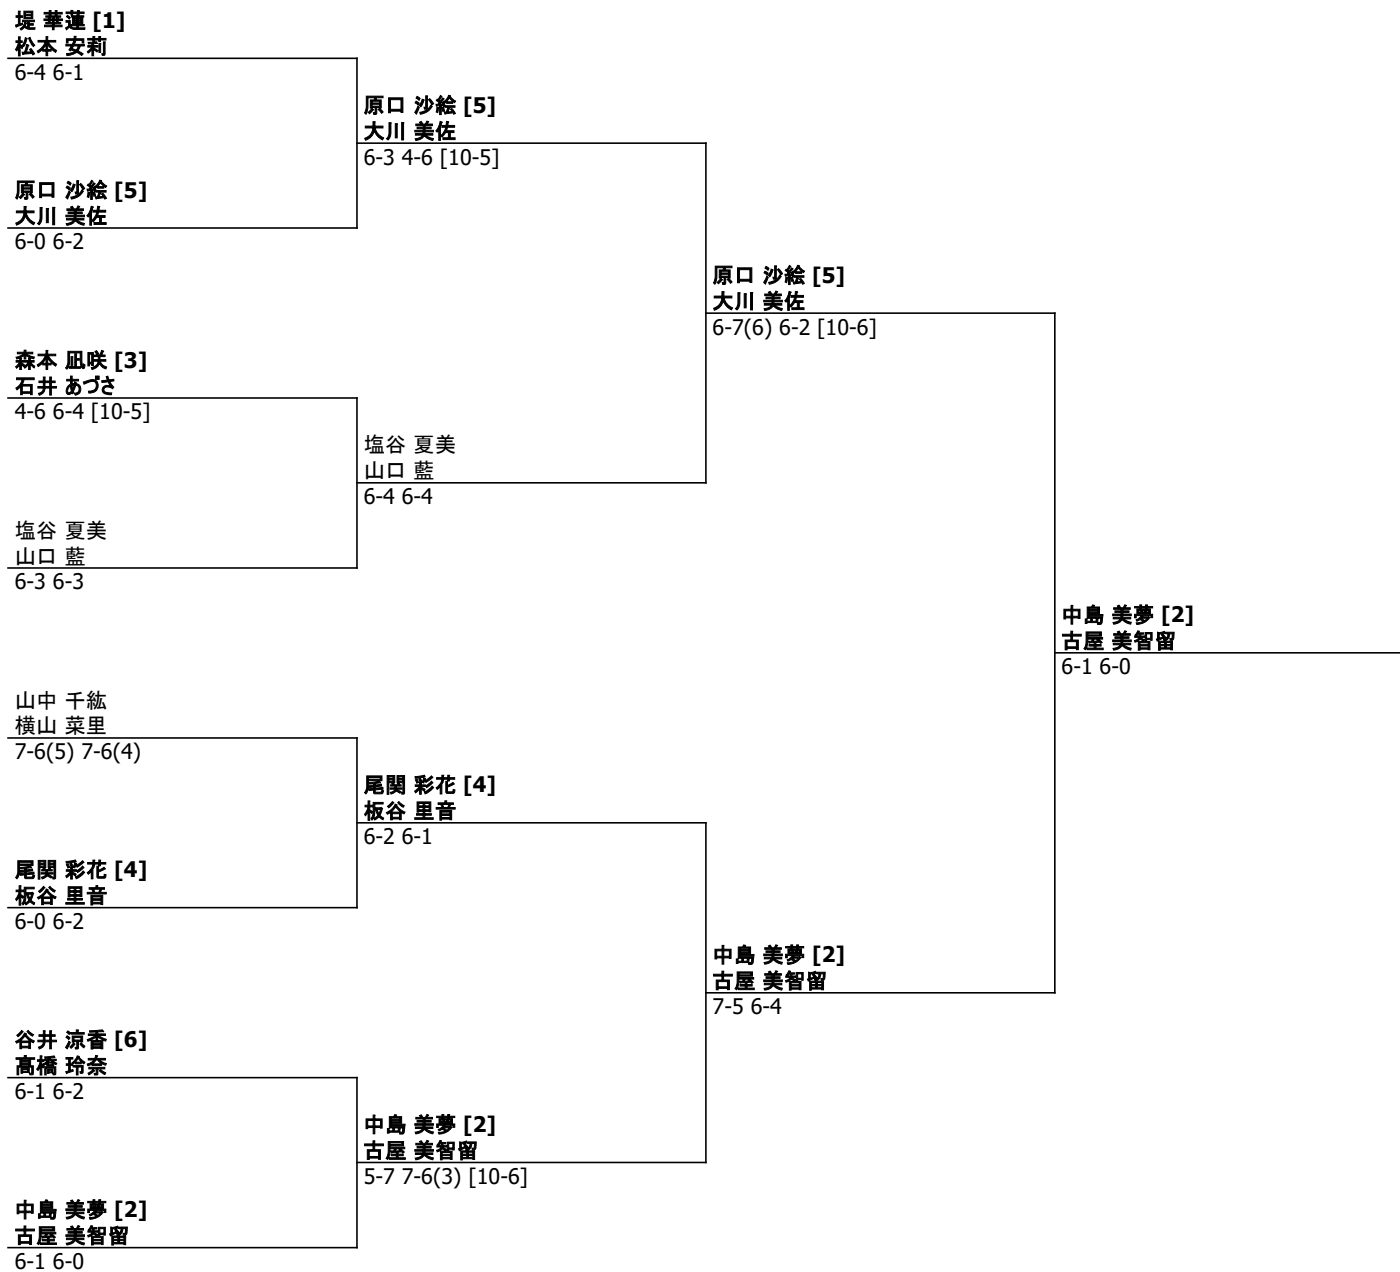 堤 華蓮 [1]
松本 安莉
6-4 6-1
原口 沙絵 [5]
大川 美佐
6-3 4-6 [10-5]
原口 沙絵 [5]
大川 美佐
6-0 6-2
原口 沙絵 [5]
大川 美佐
6-7(6) 6-2 [10-6]
森本 凪咲 [3]
石井 あづさ
4-6 6-4 [10-5]
塩谷 夏美
山口 藍
6-4 6-4
塩谷 夏美
山口 藍
6-3 6-3
中島 美夢 [2]
古屋 美智留
6-1 6-0
山中 千紘
横山 菜里
7-6(5) 7-6(4)
尾関 彩花 [4]
板谷 里音
6-2 6-1
尾関 彩花 [4]
板谷 里音
6-0 6-2
中島 美夢 [2]
古屋 美智留
7-5 6-4
谷井 涼香 [6]
髙橋 玲奈
6-1 6-2
中島 美夢 [2]
古屋 美智留
5-7 7-6(3) [10-6]
中島 美夢 [2]
古屋 美智留
6-1 6-0